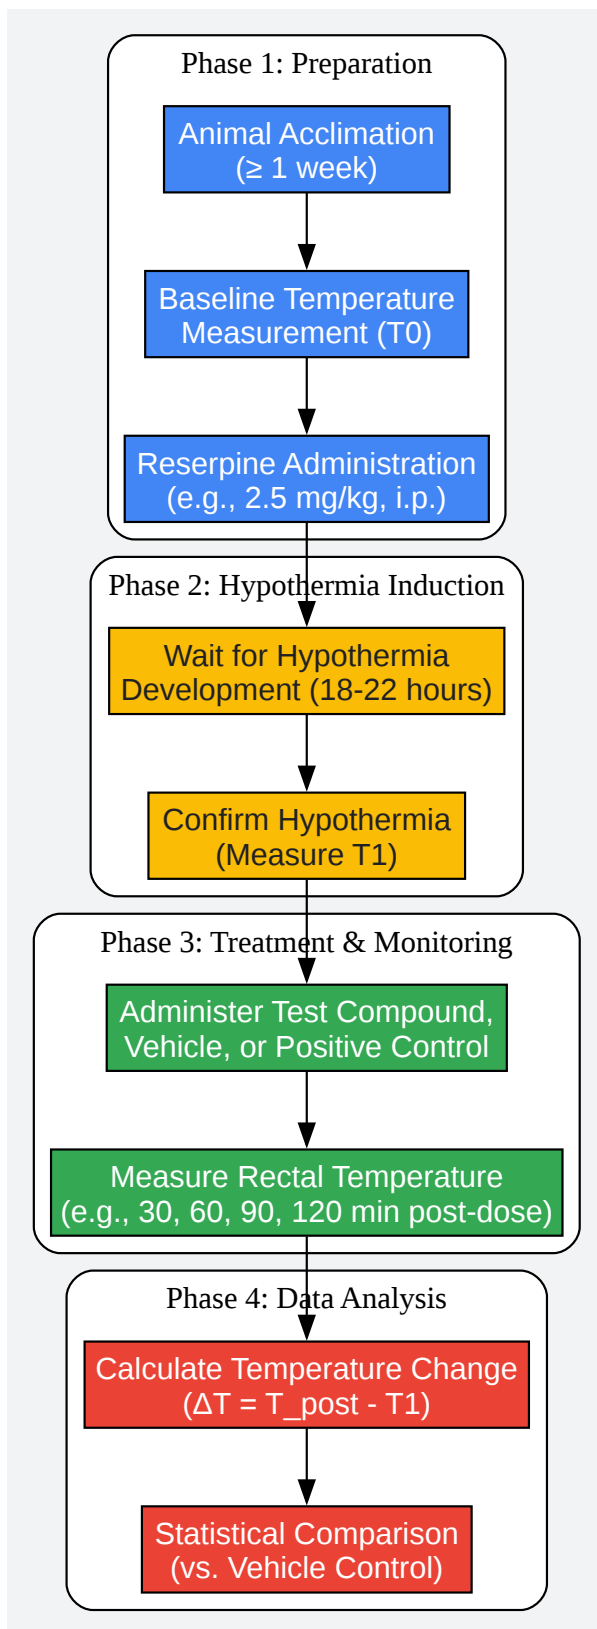 Phase 1: Preparation
Animal Acclimation
(≥ 1 week)
Baseline Temperature
Measurement (T0)
Reserpine Administration
(e.g., 2.5 mg/kg, i.p.)
Phase 2: Hypothermia Induction
Wait for Hypothermia
Development (18-22 hours)
Confirm Hypothermia
(Measure T1)
Phase 3: Treatment & Monitoring
Administer Test Compound,
Vehicle, or Positive Control
Measure Rectal Temperature
(e.g., 30, 60, 90, 120 min post-dose)
Phase 4: Data Analysis
Calculate Temperature Change
(ΔT = T_post - T1)
Statistical Comparison
(vs. Vehicle Control)